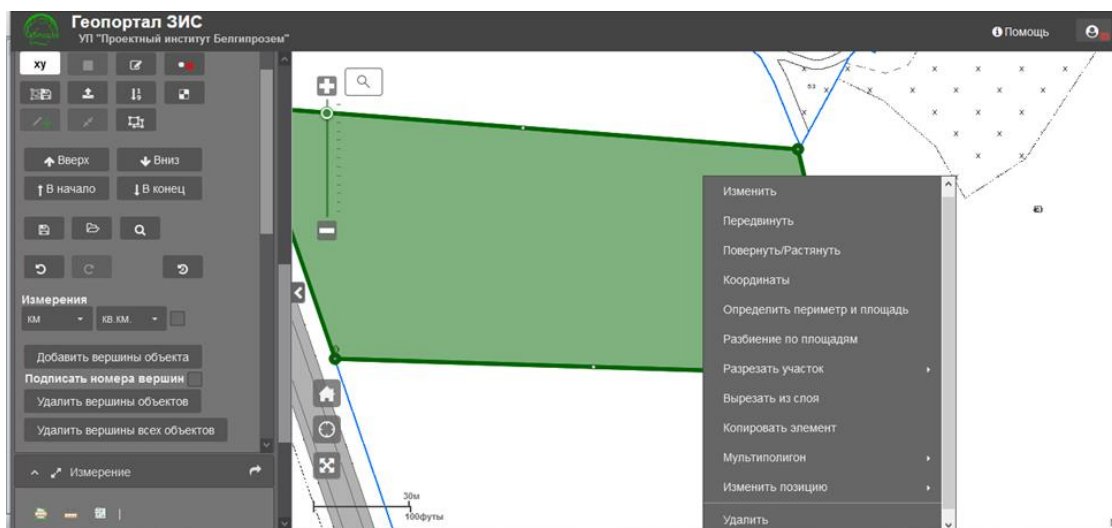 Геопортал ЗИС
УП "Проектный институт Белгипрозем"
Помощь
xy
Вверх
Вниз
В начало
В конец
Измерения
КМ
КВ.КМ.
Добавить вершины объекта
Подписать номера вершин
Удалить вершины объектов
Удалить вершины всех объектов
Измерение
Изменить
Передвинуть
Повернуть/Растянуть
Координаты
Определить периметр и площадь
Разбиение по площадям
Разрезать участок
Вырезать из слоя
Копировать элемент
Мультиполигон
Изменить позицию
Удалить
30м
100футы